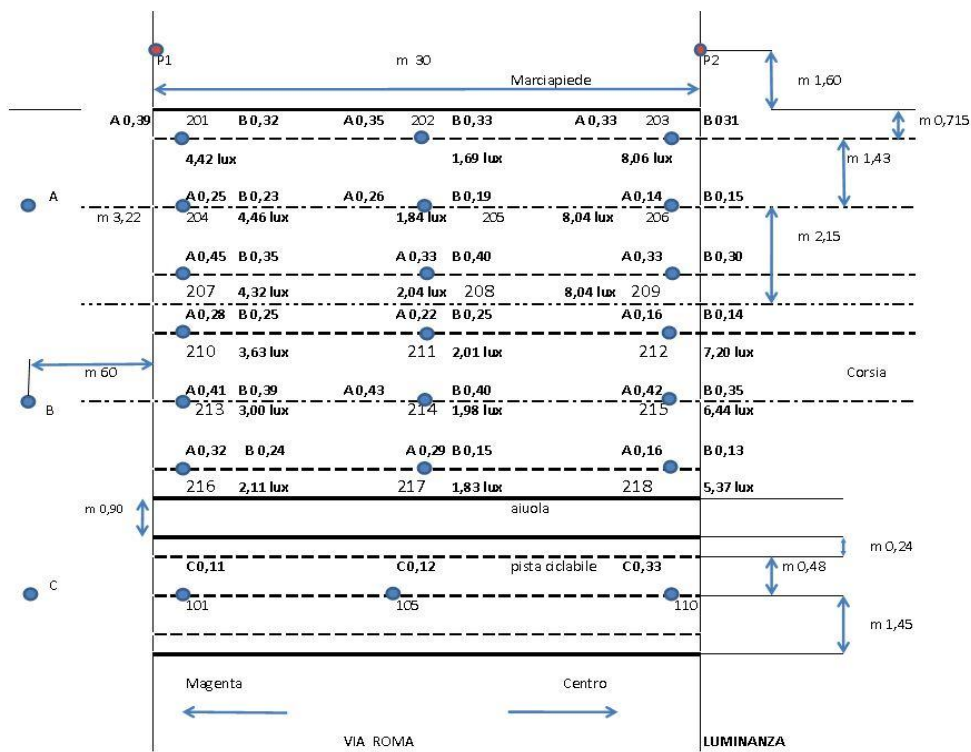 P1 m 30 P2
Marciapiede m 1,60
A 0,39 201 B 0,32 A 0,35 202 B 0,33 A 0,33 203 B 031 m 0,715
4,42 lux 1,69 lux 8,06 lux m 1,43
A A 0,25 B 0,23 A 0,26 B 0,19 A 0,14 B 0,15
m 3,22 204 4,46 lux 1,84 lux 205 8,04 lux 206
m 2,15
A 0,45 B 0,35 A 0,33 B 0,40 A 0,33 B 0,30
207 4,32 lux 2,04 lux 208 8,04 lux 209
A 0,28 B 0,25 A 0,22 B 0,25 A 0,16 B 0,14
210 3,63 lux 211 2,01 lux 212 7,20 lux
m 60 Corsia
A 0,41 B 0,39 A 0,43 B 0,40 A 0,42 B 0,35
B 213 3,00 lux 214 1,98 lux 215 6,44 lux
A 0,32 B 0,24 A 0,29 B 0,15 A 0,16 B 0,13
216 2,11 lux 217 1,83 lux 218 5,37 lux
m 0,90 aiuola
m 0,24
C 0,11 C 0,12 pista ciclabile C 0,33 m 0,48
C 101 105 110
m 1,45
Magenta Centro
VIA ROMA LUMINANZA